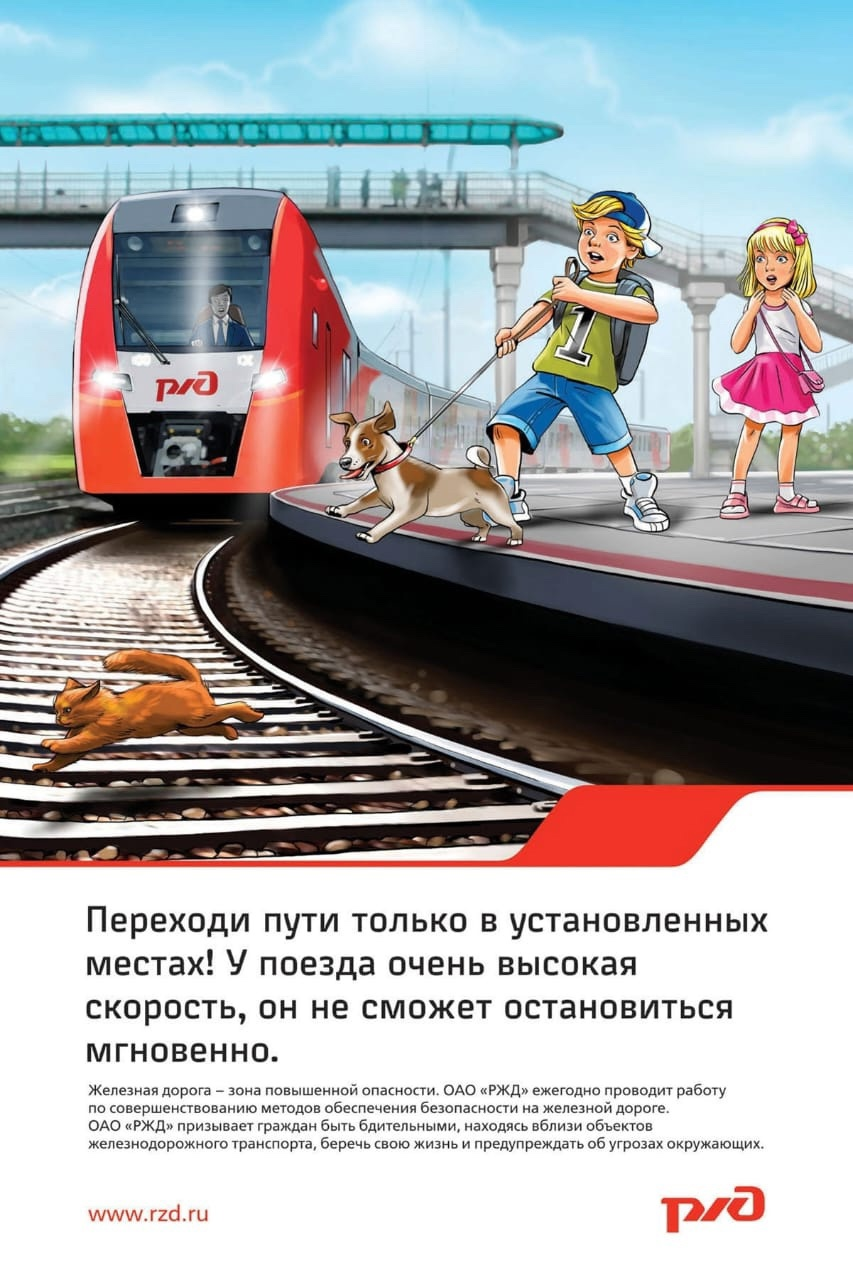 ржд
1
Переходи пути только в установленных
местах! У поезда очень высокая
скорость, он не сможет остановиться
мгновенно.
Железная дорога – зона повышенной опасности. ОАО «РЖД» ежегодно проводит работу
по совершенствованию методов обеспечения безопасности на железной дороге.
ОАО «РЖД» призывает граждан быть бдительными, находясь вблизи объектов
железнодорожного транспорта, беречь свою жизнь и предупреждать об угрозах окружающих.
www.rzd.ru
ржд